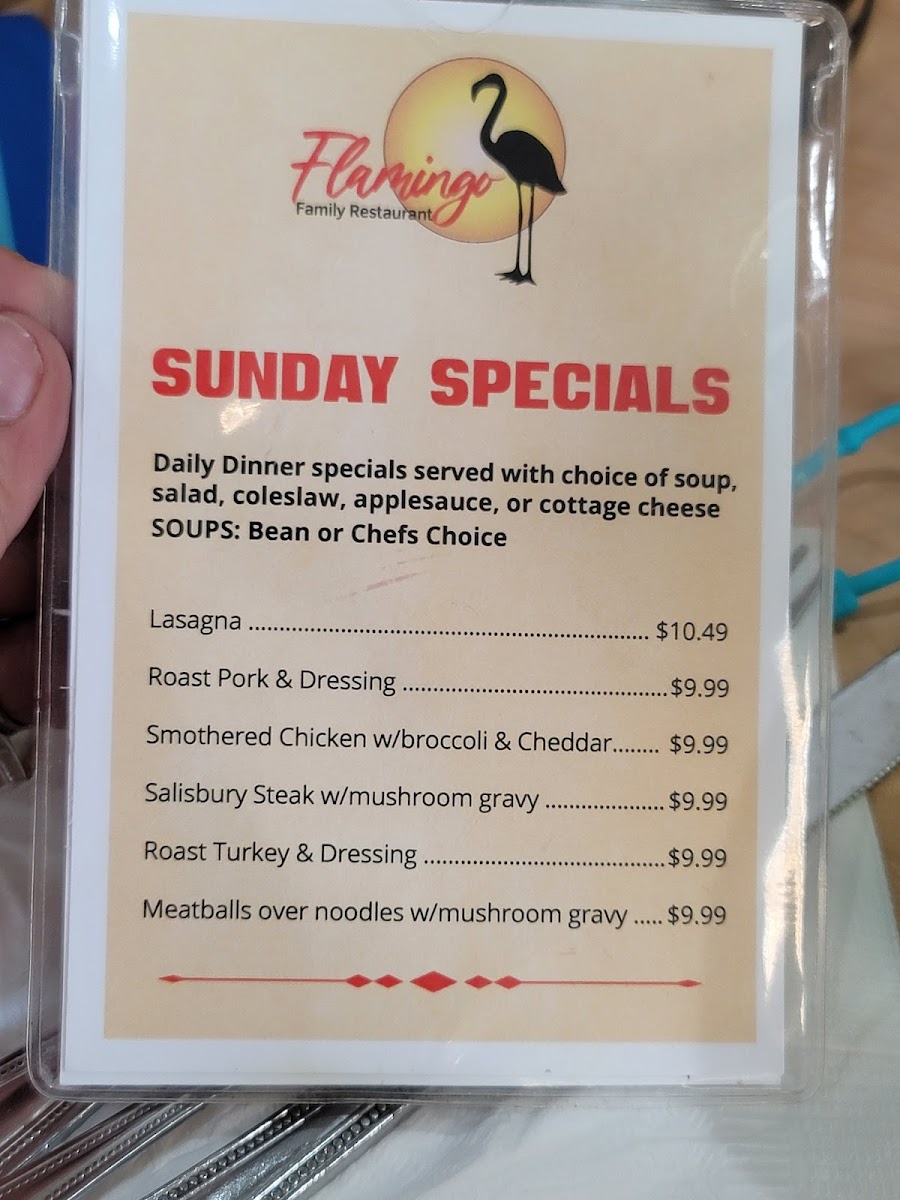 Flamingo
Family Restaurant
SUNDAY SPECIALS
Daily Dinner specials served with choice of soup,
salad, coleslaw, applesauce, or cottage cheese
SOUPS: Bean or Chefs Choice
Lasagna ................................................................ $10.49
Roast Pork & Dressing ..........................................$9.99
Smothered Chicken w/broccoli & Cheddar........ $9.99
Salisbury Steak w/mushroom gravy ...................$9.99
Roast Turkey & Dressing .......................................$9.99
Meatballs over noodles w/mushroom gravy ..... $9.99